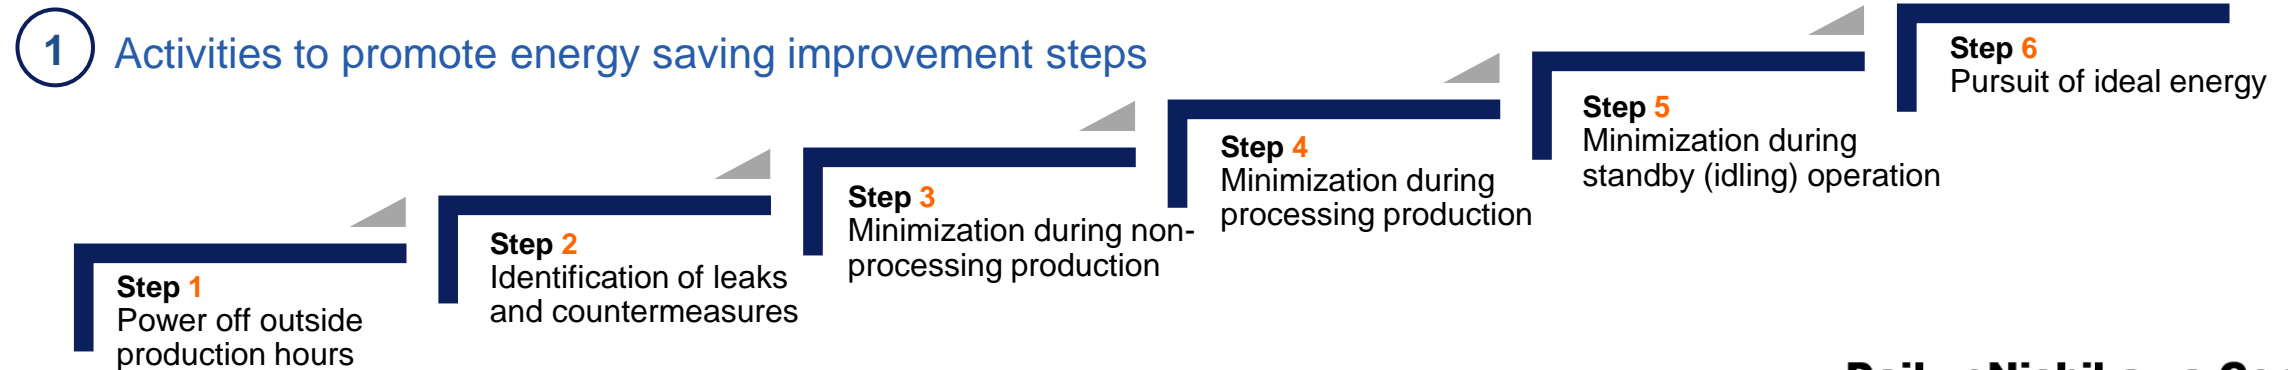 1
Activities to promote energy saving improvement steps
Step 1
Power off outside
production hours
Step 2
Identification of leaks
and countermeasures
Step 3
Minimization during non-
processing production
Step 4
Minimization during
processing production
Step 5
Minimization during
standby (idling) operation
Step 6
Pursuit of ideal energy